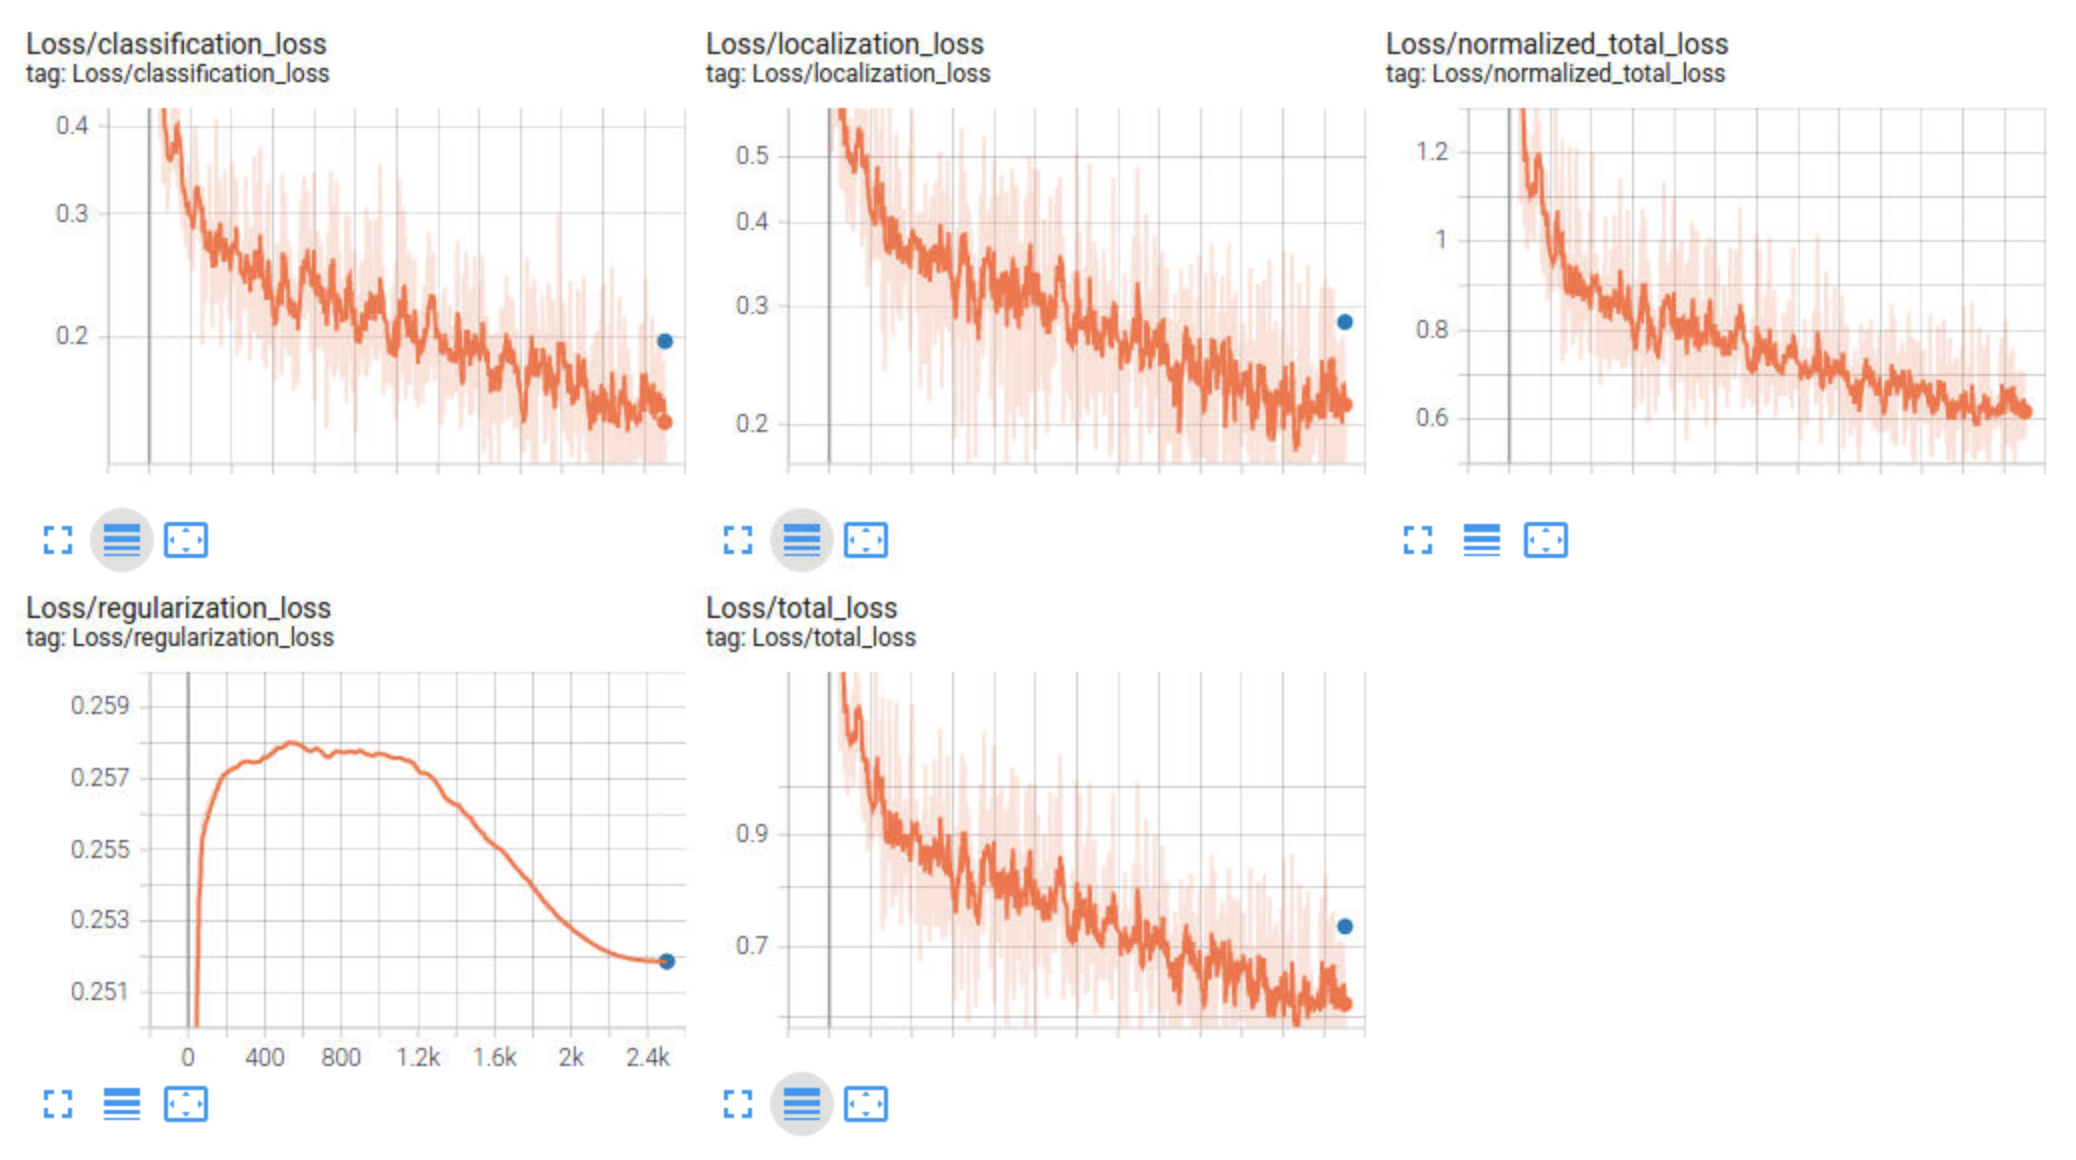 Loss/classification_loss
tag: Loss/classification_loss
0.4
0.3
0.2
Loss/localization_loss
tag: Loss/localization_loss
0.5
0.4
0.3
0.2
Loss/normalized_total_loss
tag: Loss/normalized_total_loss
1.2
1
0.8
0.6
Loss/regularization_loss
tag: Loss/regularization_loss
0.259
0.257
0.255
0.253
0.251
0 400 800 1.2k 1.6k 2k 2.4k
Loss/total_loss
tag: Loss/total_loss
0.9
0.7